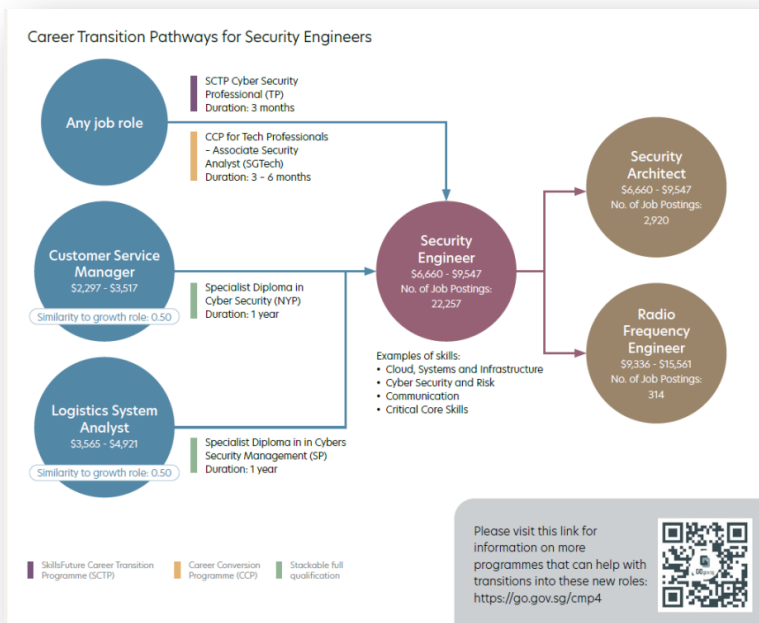 Career Transition Pathways for Security Engineers
Any job role
SCTP Cyber Security
Professional (TP)
Duration: 3 months
CCP for Tech Professionals
- Associate Security
Analyst (SGTech)
Duration: 3 – 6 months
Customer Service
Manager
$2,297 - $3,517
Similarity to growth role: 0.50
Specialist Diploma in
Cyber Security (NYP)
Duration: 1 year
Logistics System
Analyst
$3,565 - $4,921
Similarity to growth role: 0.50
Specialist Diploma in in Cybers
Security Management (SP)
Duration: 1 year
Security
Engineer
$6,660 - $9,547
No. of Job Postings:
22,257
Examples of skills:
• Cloud, Systems and Infrastructure
• Cyber Security and Risk
• Communication
• Critical Core Skills
Security
Architect
$6,660 - $9,547
No. of Job Postings:
2,920
Radio
Frequency
Engineer
$9,336 - $15,561
No. of Job Postings:
314
SkillsFuture Career Transition
Programme (SCTP)
Career Conversion
Programme (CCP)
Stackable full
qualification
Please visit this link for
information on more
programmes that can help with
transitions into these new roles:
https://go.gov.sg/cmp4